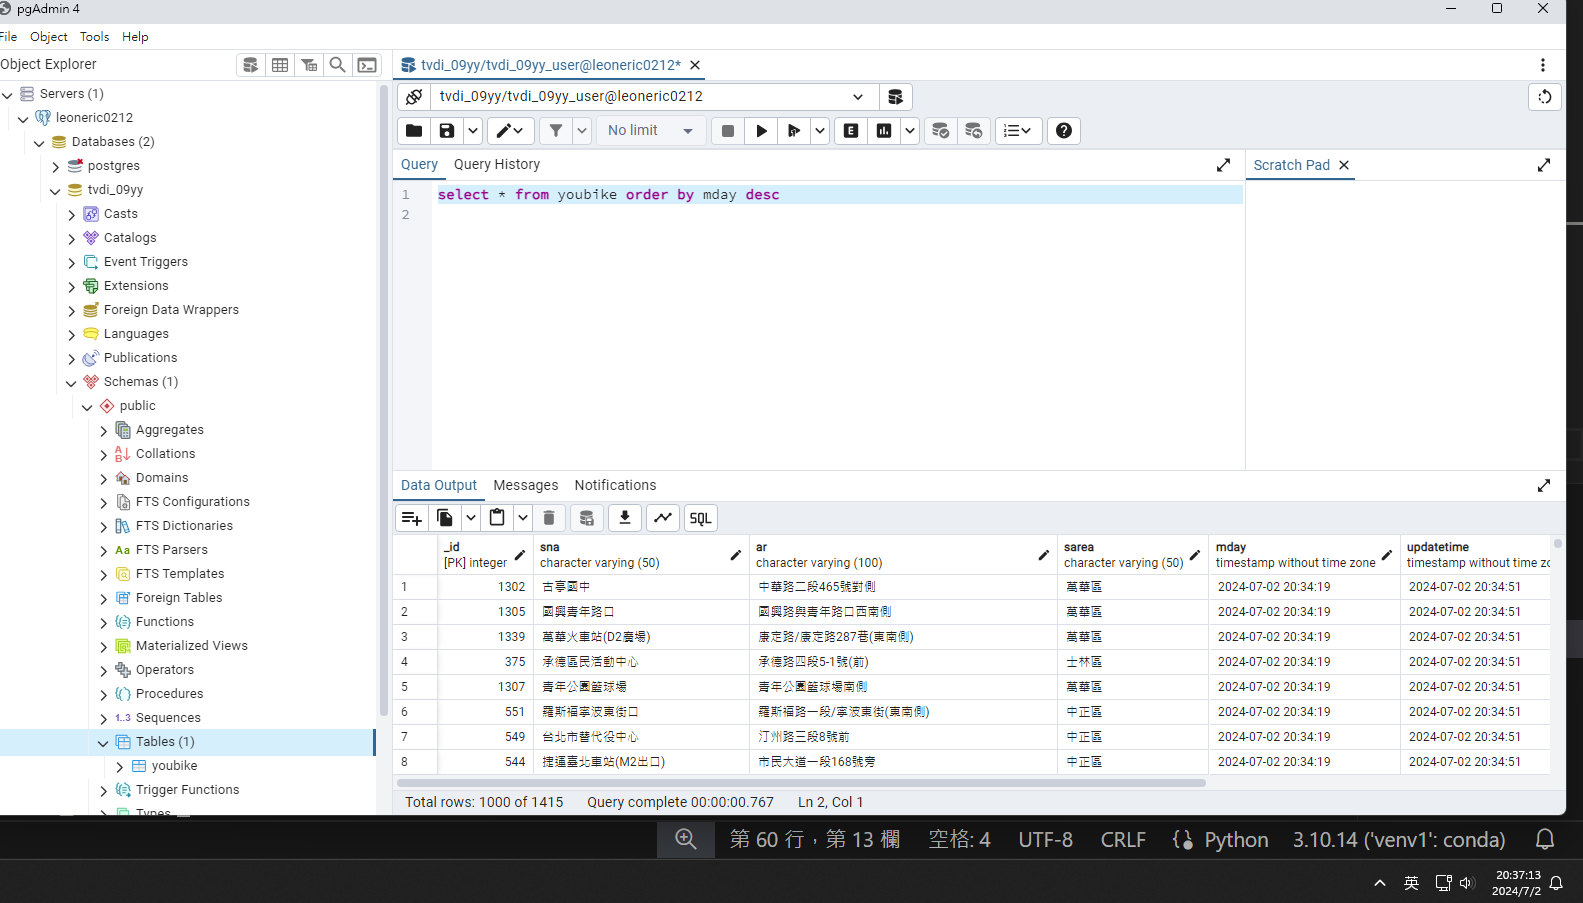 pgAdmin 4
File Object Tools Help
Object Explorer
Servers (1)
leoneric0212
Databases (2)
postgres
tvdi_09yy
Casts
Catalogs
Event Triggers
Extensions
Foreign Data Wrappers
Languages
Publications
Schemas (1)
public
Aggregates
Collations
Domains
FTS Configurations
FTS Dictionaries
FTS Parsers
FTS Templates
Foreign Tables
Functions
Materialized Views
Operators
Procedures
Sequences
Tables (1)
youbike
Trigger Functions
Types
tvdi_09yy/tvdi_09yy_user@leoneric0212*
tvdi_09yy/tvdi_09yy_user@leoneric0212
No limit
Query Query History
Scratch Pad
1 select * from youbike order by mday desc
2
Data Output Messages Notifications
SQL
_id sna ar sarea mday updatetime
[PK] integer character varying (50) character varying (100) character varying (50) timestamp without time zone timestamp without time zo
1 1302 古亭國中 中華路二段465號對側 萬華區 2024-07-02 20:34:19 2024-07-02 20:34:51
2 1305 國興青年路口 國興路與青年路口西南側 萬華區 2024-07-02 20:34:19 2024-07-02 20:34:51
3 1339 萬華火車站(D2廣場) 康定路/康定路287巷(東南側) 萬華區 2024-07-02 20:34:19 2024-07-02 20:34:51
4 375 承德區民活動中心 承德路四段5-1號(前) 士林區 2024-07-02 20:34:19 2024-07-02 20:34:51
5 1307 青年公園籃球場 青年公園籃球場南側 萬華區 2024-07-02 20:34:19 2024-07-02 20:34:51
6 551 羅斯福寧波東街口 羅斯福路一段/寧波東街(東南側) 中正區 2024-07-02 20:34:19 2024-07-02 20:34:51
7 549 台北市替代役中心 汀州路三段8號前 中正區 2024-07-02 20:34:19 2024-07-02 20:34:51
8 544 捷運臺北車站(M2出口) 市民大道一段168號旁 中正區 2024-07-02 20:34:19 2024-07-02 20:34:51
Total rows: 1000 of 1415 Query complete 00:00:00.767 Ln 2, Col 1
第 60 行，第 13 欄 空格: 4 UTF-8 CRLF Python 3.10.14 ('venv1': conda)
英
20:37:13
2024/7/2